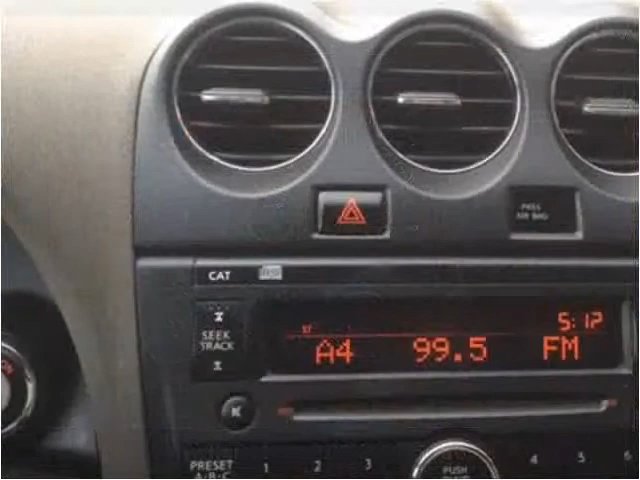 PASS
AIR BAG
CAT
SEEK
TRACK
ST
5:17
A4 99.5 FM
PRESET
A/B/C
1 2 3
PUSH
4 5 6